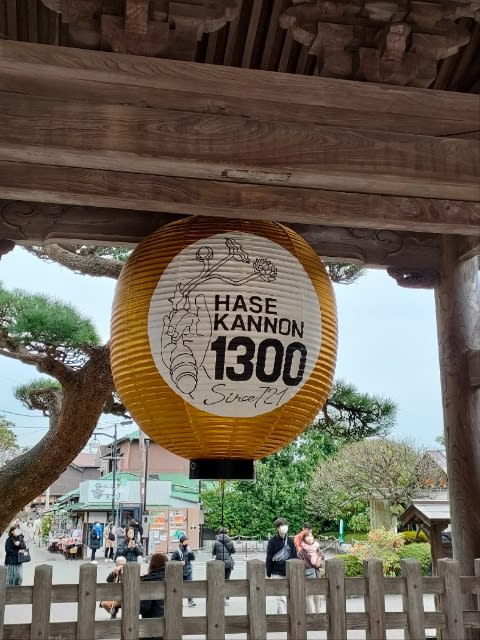 HASE
KANNON
1300
Since 721